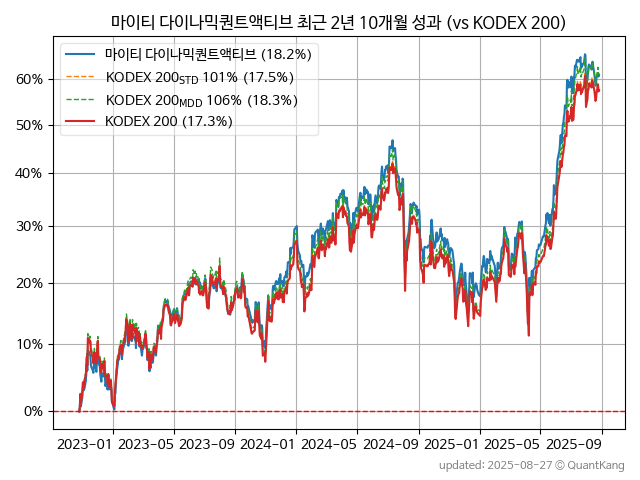 마이티 다이나믹퀀트액티브 최근 2년 10개월 성과 (vs KODEX 200)
마이티 다이나믹퀀트액티브 (18.2%)
KODEX 200STD 101% (17.5%)
KODEX 200MDD 106% (18.3%)
KODEX 200 (17.3%)
60%
50%
40%
30%
20%
10%
0%
2023-01 2023-05 2023-09 2024-01 2024-05 2024-09 2025-01 2025-05 2025-09
updated: 2025-08-27 © QuantKang